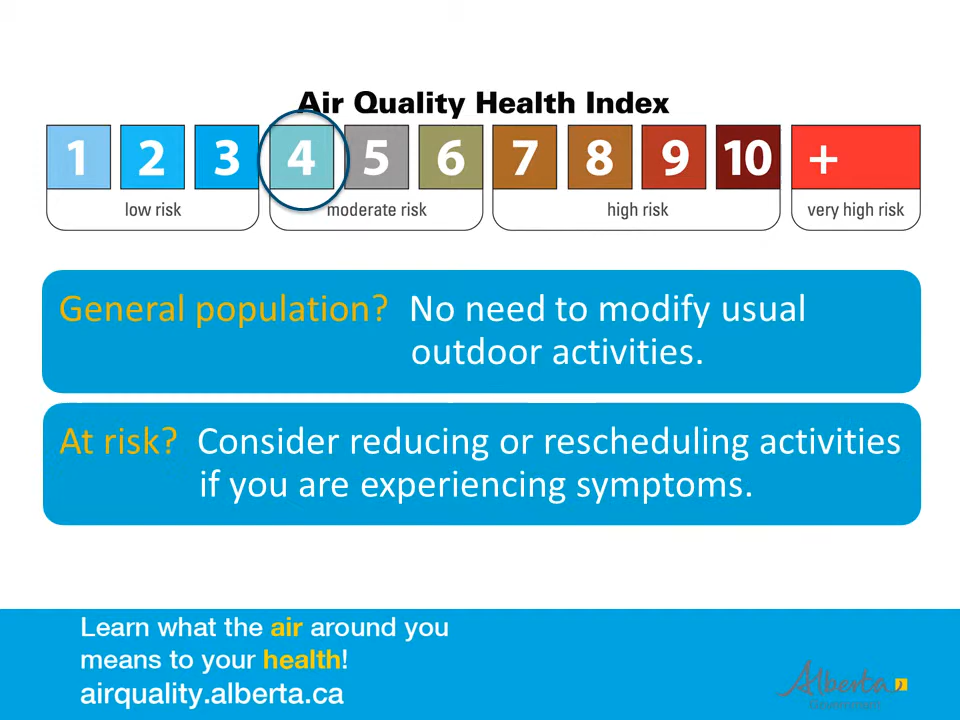 Air Quality Health Index
1 2 3 4 5 6 7 8 9 10 +
low risk moderate risk high risk very high risk
General population? No need to modify usual
outdoor activities.
At risk? Consider reducing or rescheduling activities
if you are experiencing symptoms.
Learn what the air around you
means to your health!
airquality.alberta.ca
Alberta
Government